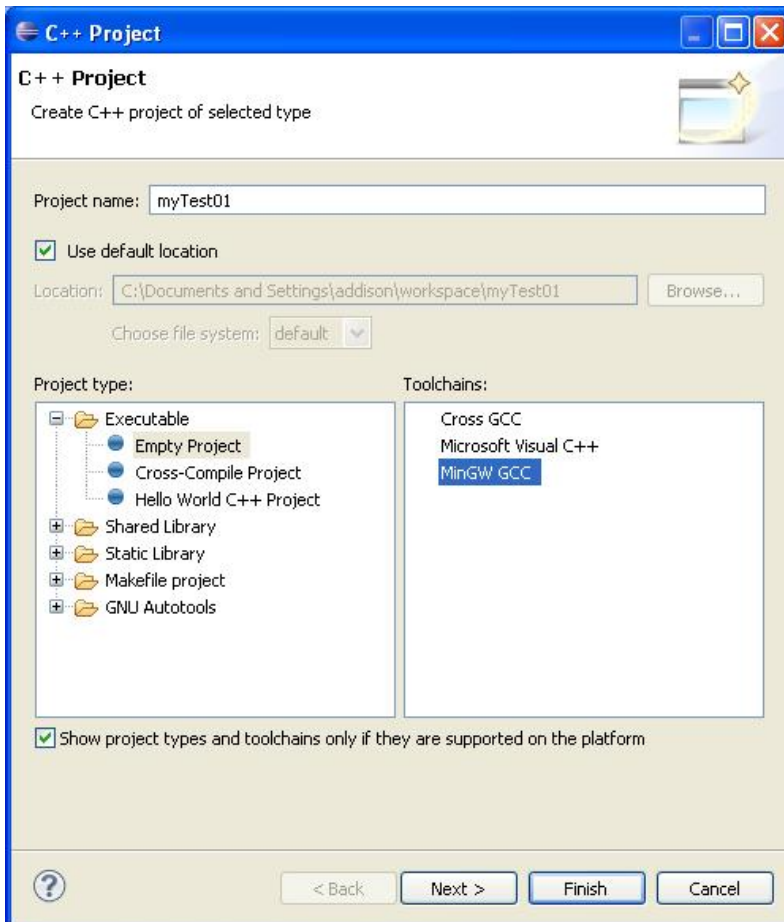 C++ Project
C++ Project
Create C++ project of selected type
Project name: myTest01
Use default location
Location: C:\Documents and Settings\addison\workspace\myTest01 Browse...
Choose file system: default
Project type: Toolchains:
Executable
Empty Project
Cross-Compile Project
Hello World C++ Project
Shared Library
Static Library
Makefile project
GNU Autotools
Cross GCC
Microsoft Visual C++
MinGW GCC
Show project types and toolchains only if they are supported on the platform
? < Back Next > Finish Cancel